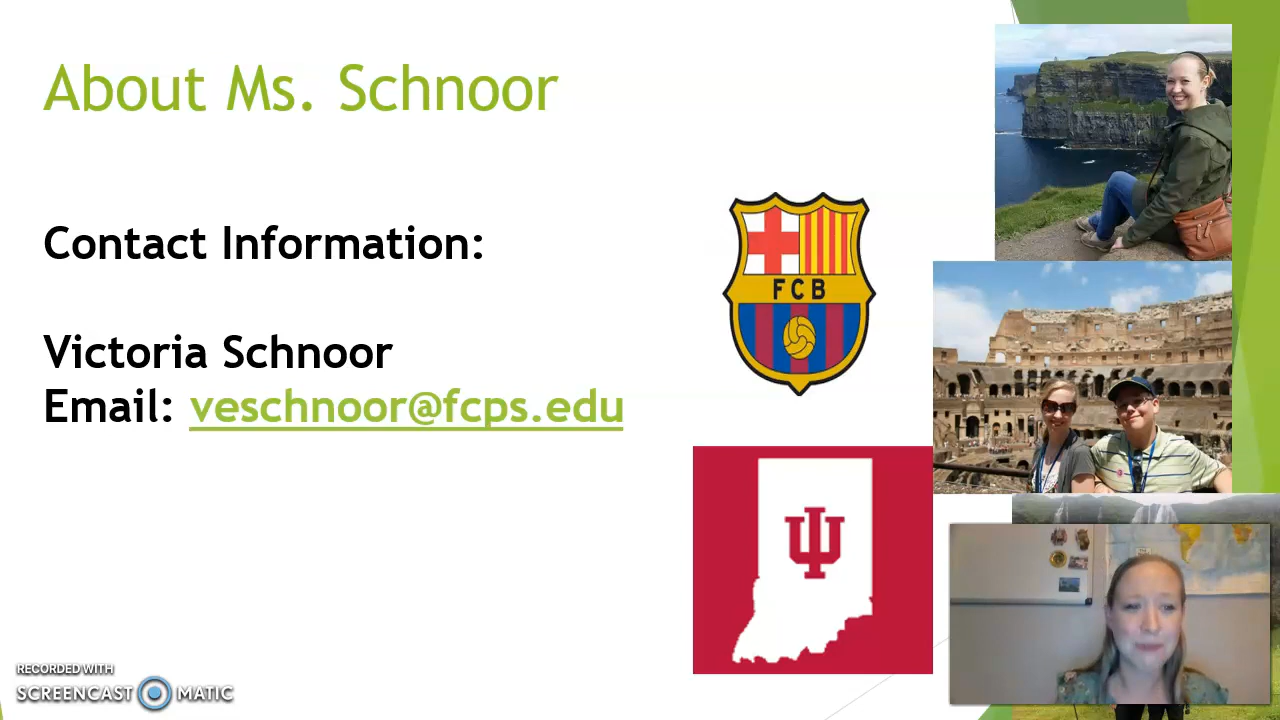 About Ms. Schnoor
Contact Information:
Victoria Schnoor
Email: veschnoor@fcps.edu
FCB
RECORDED WITH
SCREENCAST MATIC